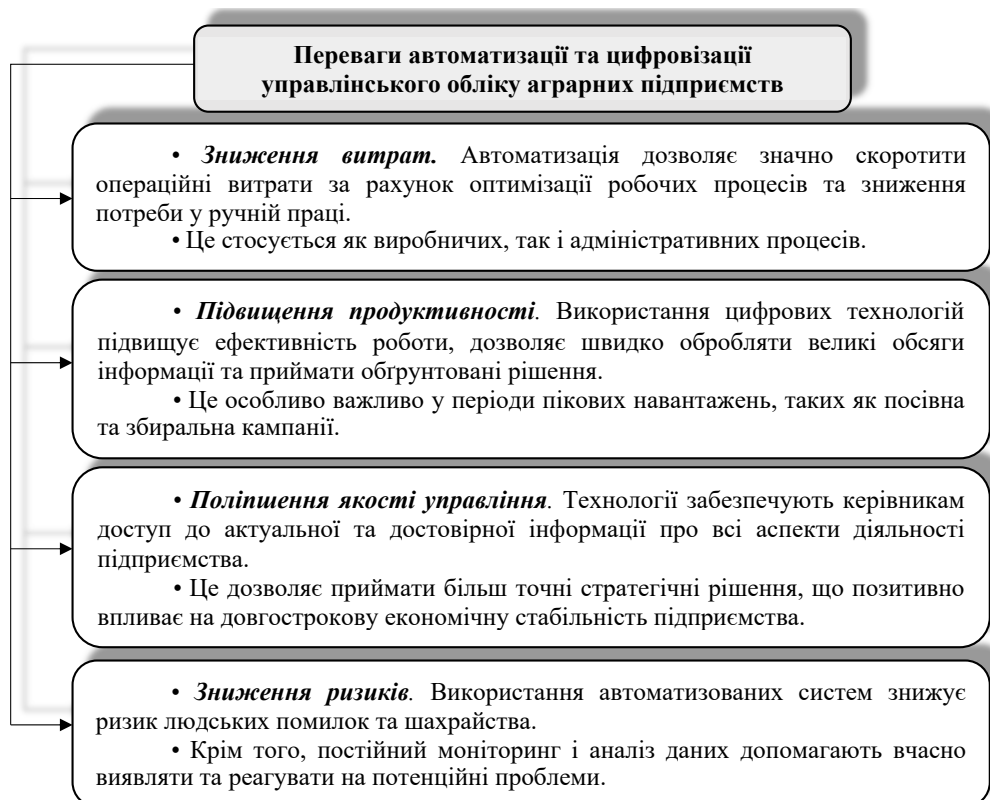 Переваги автоматизації та цифровізації
управлінського обліку аграрних підприємств
• Зниження витрат. Автоматизація дозволяє значно скоротити
операційні витрати за рахунок оптимізації робочих процесів та зниження
потреби у ручній праці.
• Це стосується як виробничих, так і адміністративних процесів.
• Підвищення продуктивності. Використання цифрових технологій
підвищує ефективність роботи, дозволяє швидко обробляти великі обсяги
інформації та приймати обґрунтовані рішення.
• Це особливо важливо у періоди пікових навантажень, таких як посівна
та збиральна кампанії.
• Поліпшення якості управління. Технології забезпечують керівникам
доступ до актуальної та достовірної інформації про всі аспекти діяльності
підприємства.
• Це дозволяє приймати більш точні стратегічні рішення, що позитивно
впливає на довгострокову економічну стабільність підприємства.
• Зниження ризиків. Використання автоматизованих систем знижує
ризик людських помилок та шахрайства.
• Крім того, постійний моніторинг і аналіз даних допомагають вчасно
виявляти та реагувати на потенційні проблеми.